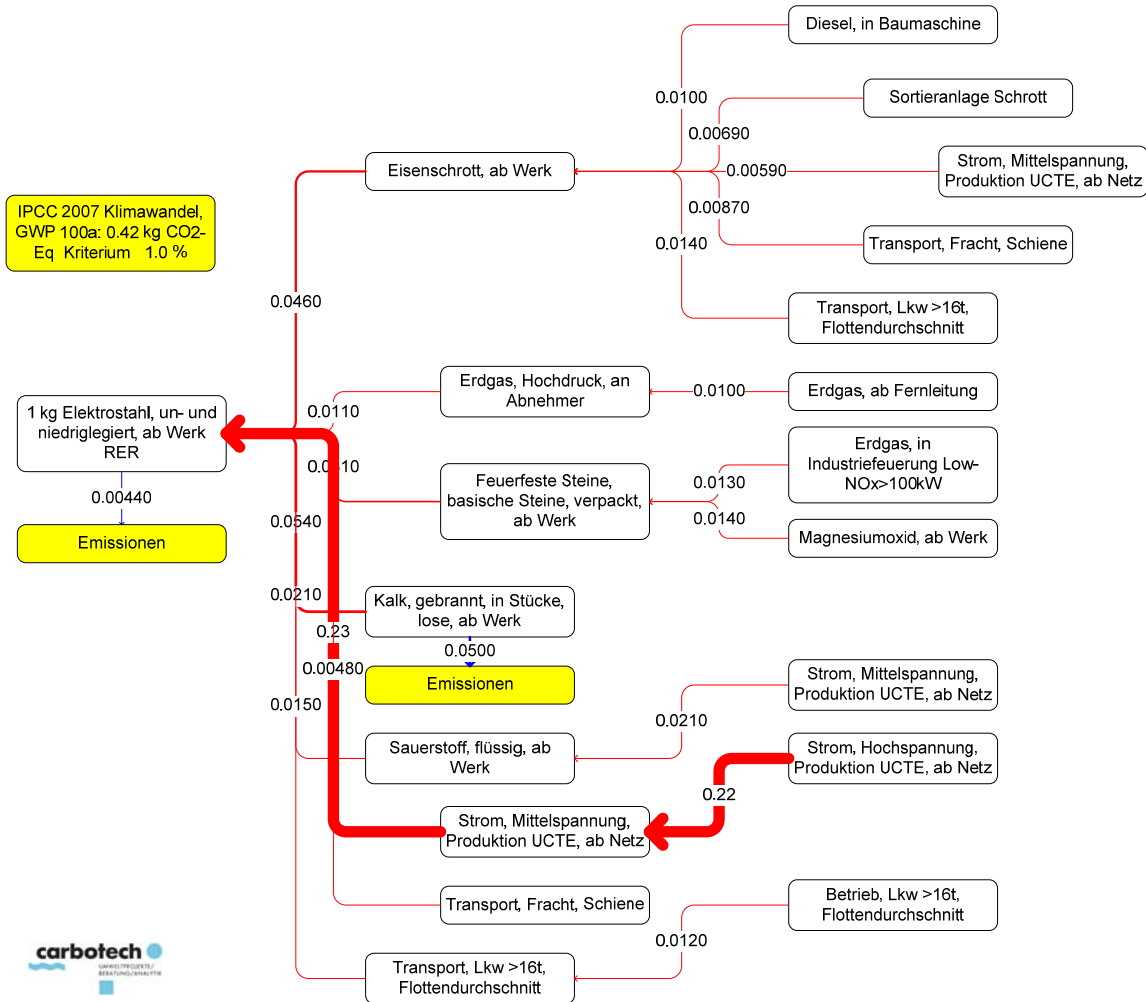 Diesel, in Baumaschine
0.0100
Sortieranlage Schrott
0.00690
Eisenschrott, ab Werk
0.00590
Strom, Mittelspannung,
Produktion UCTE, ab Netz
IPCC 2007 Klimawandel,
GWP 100a: 0.42 kg CO2-
Eq Kriterium 1.0 %
0.00870
0.0140
Transport, Fracht, Schiene
0.0460
Transport, Lkw >16t,
Flottendurchschnitt
Erdgas, Hochdruck, an
Abnehmer
0.0100
Erdgas, ab Fernleitung
0.0110
1 kg Elektrostahl, un- und
niedriglegiert, ab Werk
RER
Erdgas, in
Industriefeuerung Low-
NOx>100kW
0.00440
Feuerfeste Steine,
basische Steine, verpackt,
ab Werk
0.0130
0.0140
0.0540
Magnesiumoxid, ab Werk
Emissionen
0.0210
Kalk, gebrannt, in Stücke,
lose, ab Werk
0.23
0.00480
0.0500
Emissionen
Strom, Mittelspannung,
Produktion UCTE, ab Netz
0.0150
0.0210
Sauerstoff, flüssig, ab
Werk
Strom, Hochspannung,
Produktion UCTE, ab Netz
0.22
Strom, Mittelspannung,
Produktion UCTE, ab Netz
Transport, Fracht, Schiene
Betrieb, Lkw >16t,
Flottendurchschnitt
0.0120
Transport, Lkw >16t,
Flottendurchschnitt
carbotech
UMWELTPROJEKTE/
BERATUNG/ANALYTIK